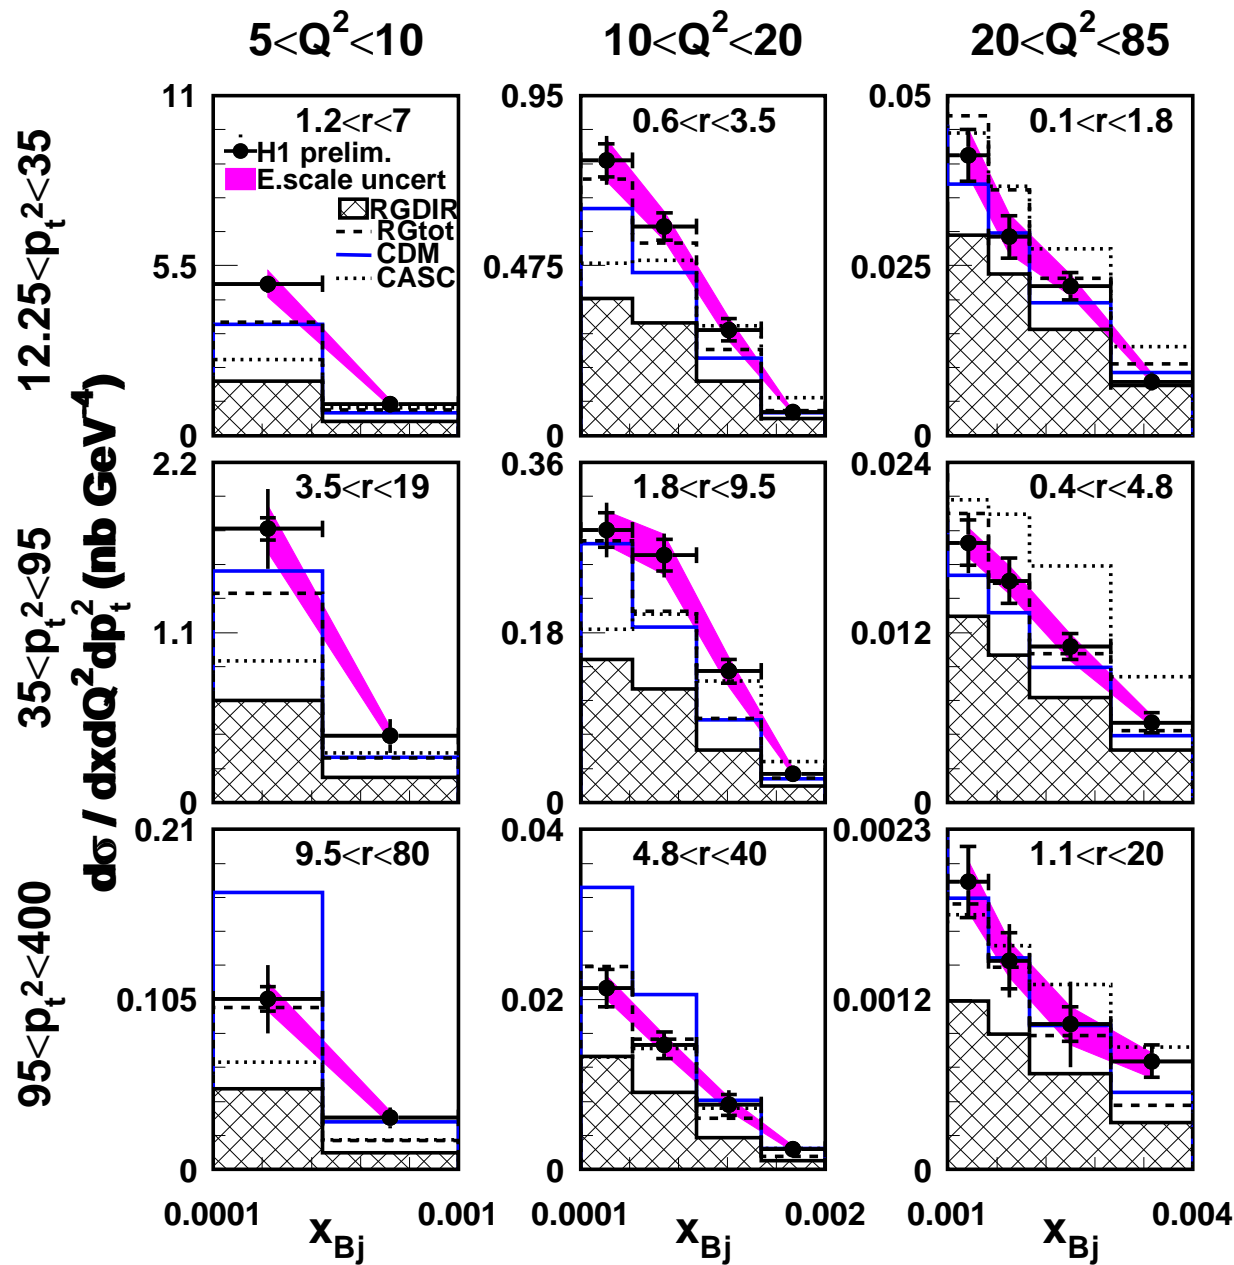 5<Q²<10 10<Q²<20 20<Q²<85
12.25<pₜ²<35
35<pₜ²<95
95<pₜ²<400
dσ / dxdQ²dpₜ² (nb GeV⁻⁴)
11
5.5
0
1.2<r<7
H1 prelim.
E.scale uncert
RGDIR
RGtot
CDM
CASC
0.95
0.475
0
0.6<r<3.5
0.05
0.025
0
0.1<r<1.8
2.2
1.1
0
3.5<r<19
0.36
0.18
0
1.8<r<9.5
0.024
0.012
0
0.4<r<4.8
0.21
0.105
0
9.5<r<80
0.04
0.02
0
4.8<r<40
0.0023
0.0012
0
1.1<r<20
0.0001 0.001 0.0001 0.002 0.001 0.004
x_Bj x_Bj x_Bj